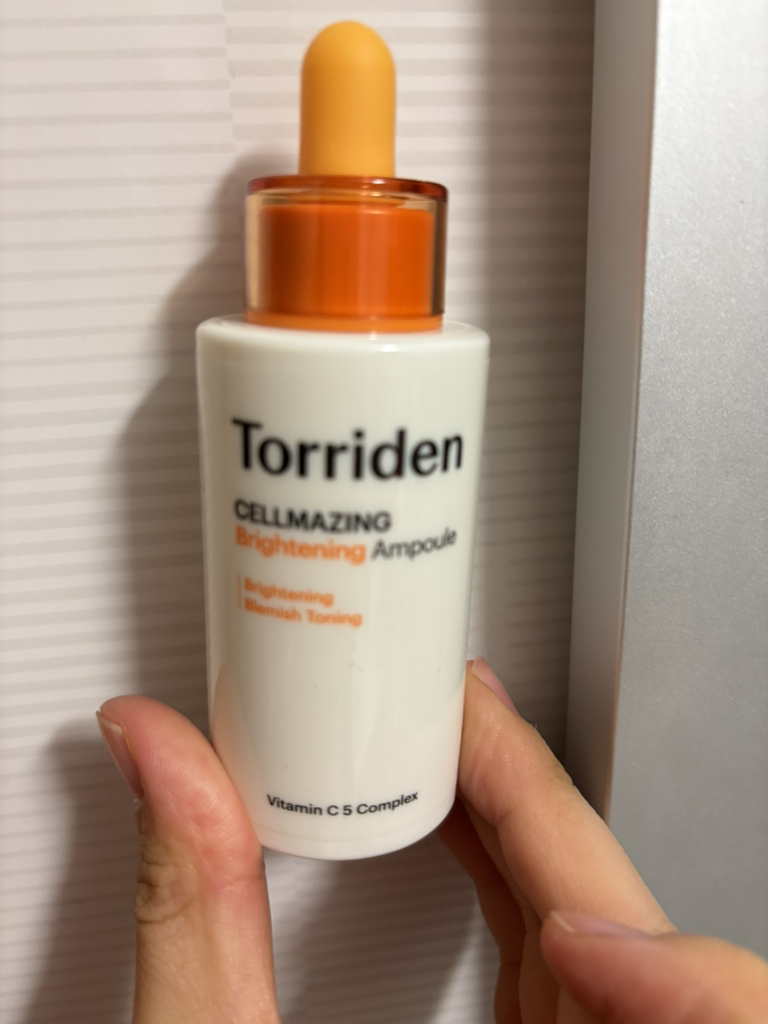 Torriden
CELLMAZING
Brightening Ampoule
Brightening
Blemish Toning
Vitamin C 5 Complex